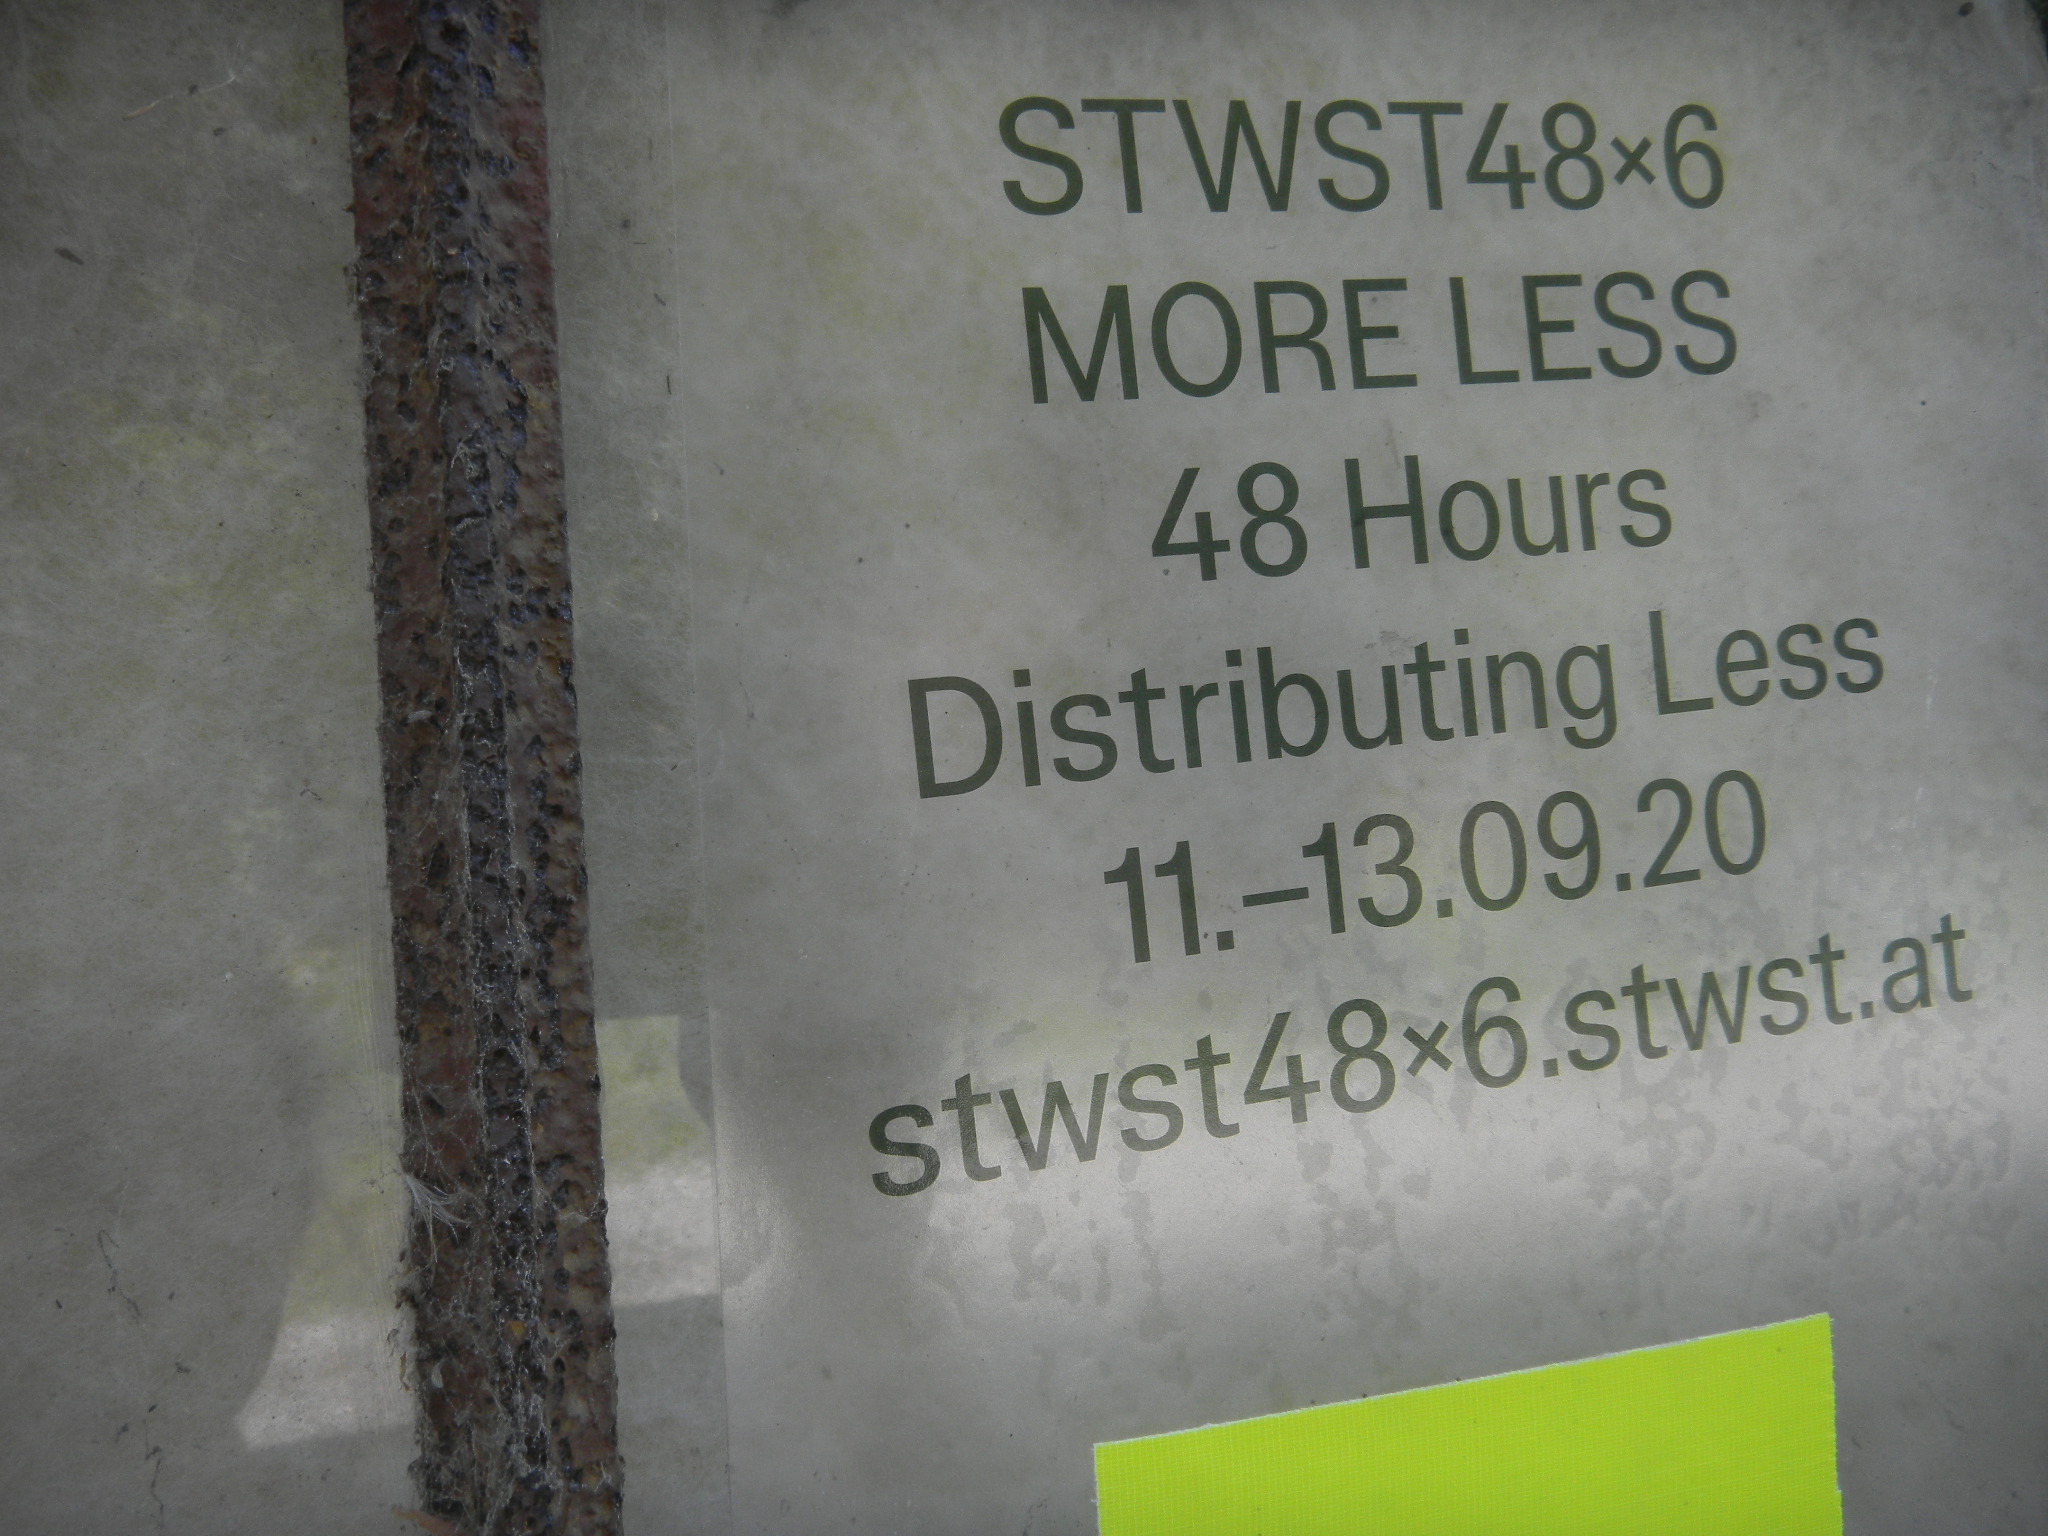 STWST48×6
MORE LESS
48 Hours
Distributing Less
11.–13.09.20
stwst48×6.stwst.at